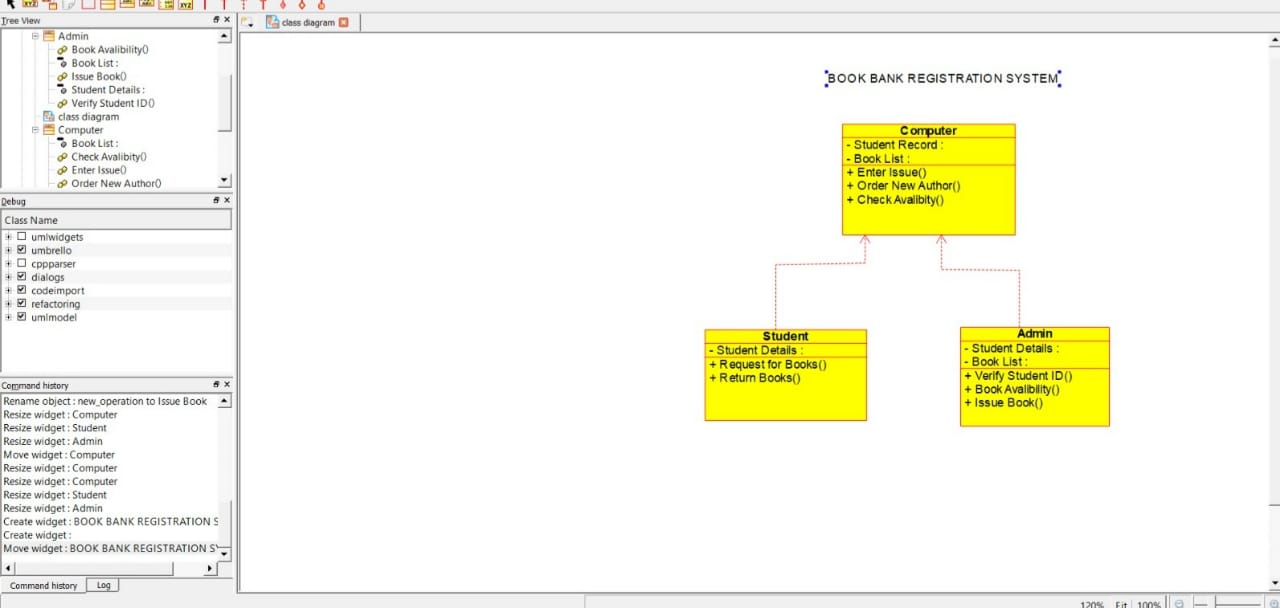 Tree View
class diagram
Admin
Book Avalibility()
Book List :
Issue Book()
Student Details :
Verify Student ID()
class diagram
Computer
Book List :
Check Avalibity()
Enter Issue()
Order New Author()
Debug
Class Name
umlwidgets
umbrello
cppparser
dialogs
codeimport
refactoring
umlmodel
Command history
Rename object : new_operation to Issue Book
Resize widget : Computer
Resize widget : Student
Resize widget : Admin
Move widget : Computer
Resize widget : Computer
Resize widget : Computer
Resize widget : Student
Resize widget : Admin
Create widget : BOOK BANK REGISTRATION S
Create widget :
Move widget : BOOK BANK REGISTRATION S
Command history
Log
BOOK BANK REGISTRATION SYSTEM
Computer
- Student Record :
- Book List :
+ Enter Issue()
+ Order New Author()
+ Check Avalibity()
Student
- Student Details :
+ Request for Books()
+ Return Books()
Admin
- Student Details :
- Book List :
+ Verify Student ID()
+ Book Avalibility()
+ Issue Book()
120% Fit 100%